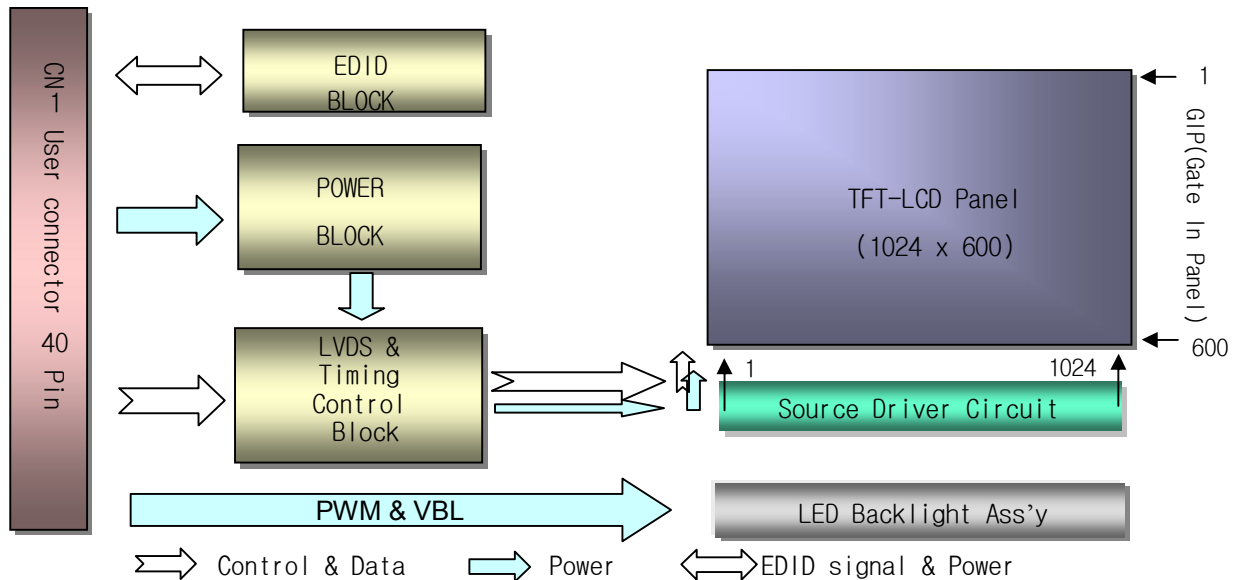 CN1- User connector 40 Pin
EDID
BLOCK
POWER
BLOCK
LVDS &
Timing
Control
Block
TFT-LCD Panel
(1024 x 600)
1
GIP(Gate In Panel)
600
1
1024
Source Driver Circuit
PWM & VBL
LED Backlight Ass’y
Control & Data
Power
EDID signal & Power